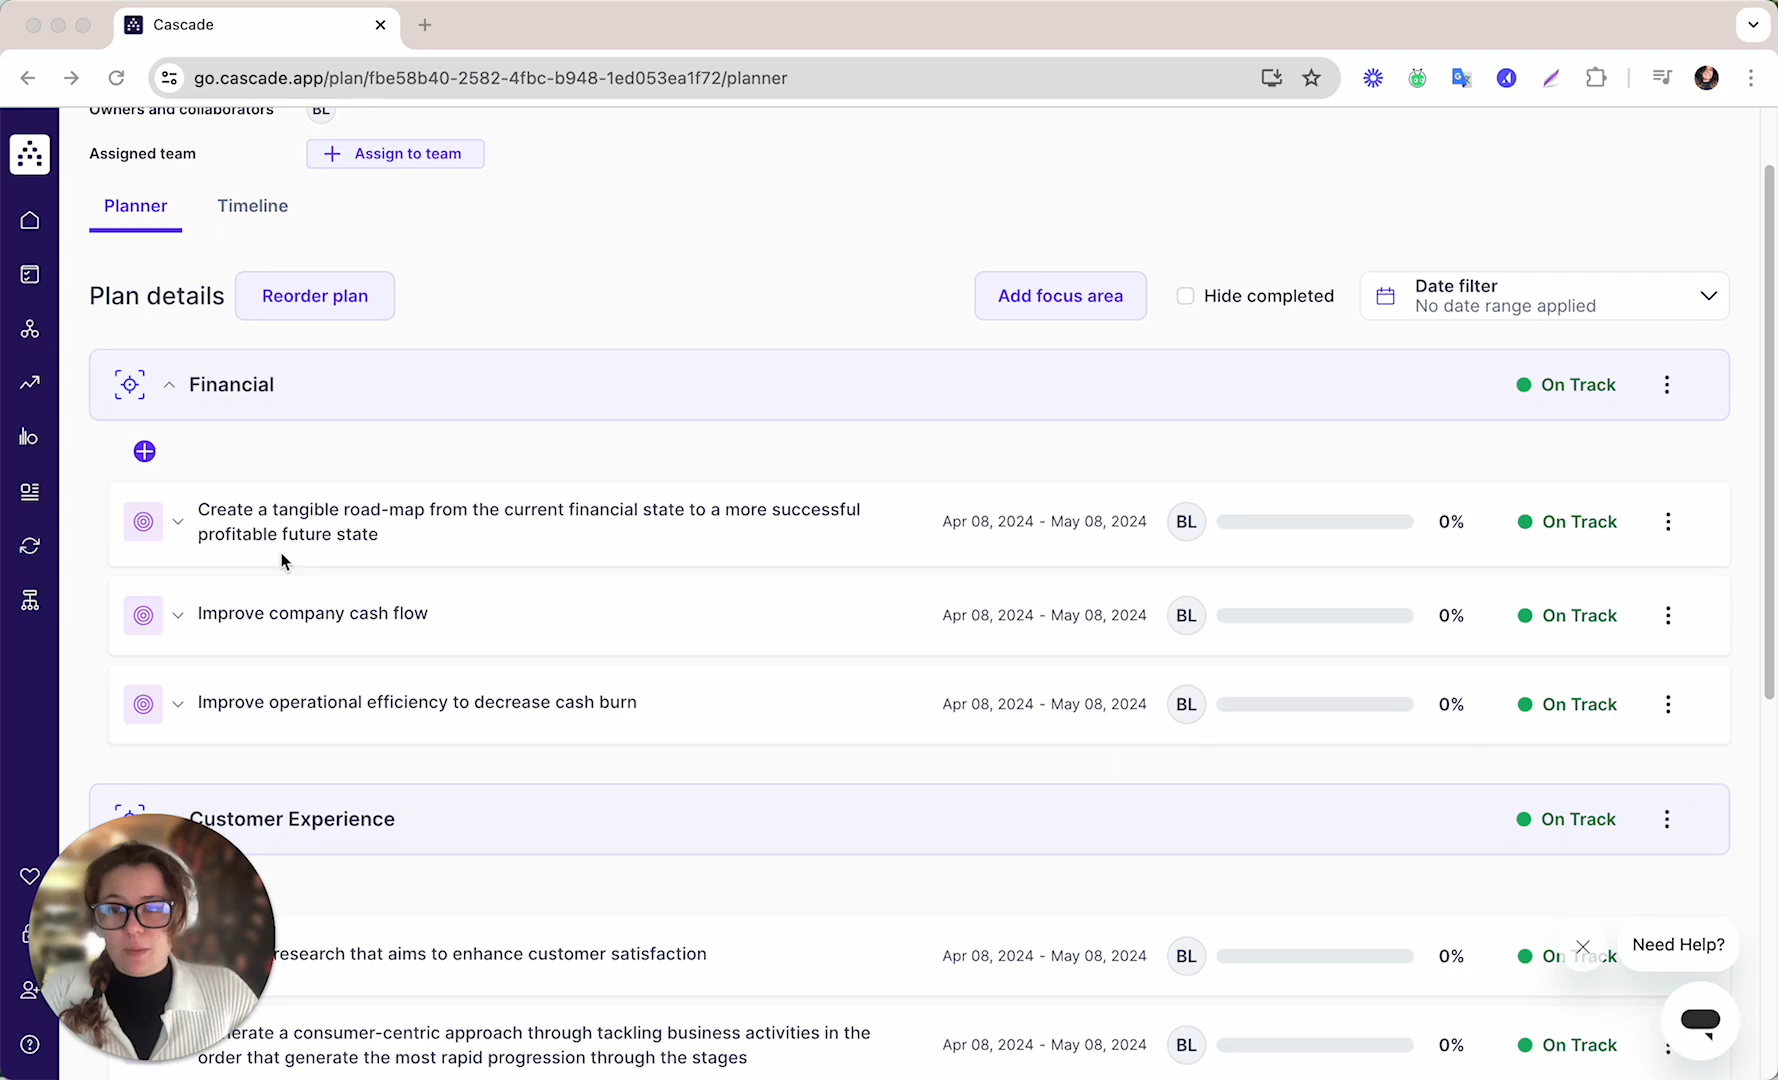 Cascade
go.cascade.app/plan/fbe58b40-2582-4fbc-b948-1ed053ea1f72/planner
Owners and collaborators BL
Assigned team
Assign to team
Planner
Timeline
Plan details
Reorder plan
Add focus area
Hide completed
Date filter
No date range applied
Financial
On Track
Create a tangible road-map from the current financial state to a more successful
profitable future state
Apr 08, 2024 - May 08, 2024 BL 0% On Track
Improve company cash flow
Apr 08, 2024 - May 08, 2024 BL 0% On Track
Improve operational efficiency to decrease cash burn
Apr 08, 2024 - May 08, 2024 BL 0% On Track
Customer Experience
On Track
research that aims to enhance customer satisfaction
Apr 08, 2024 - May 08, 2024 BL 0% On Track
Need Help?
erate a consumer-centric approach through tackling business activities in the
order that generate the most rapid progression through the stages
Apr 08, 2024 - May 08, 2024 BL 0% On Track